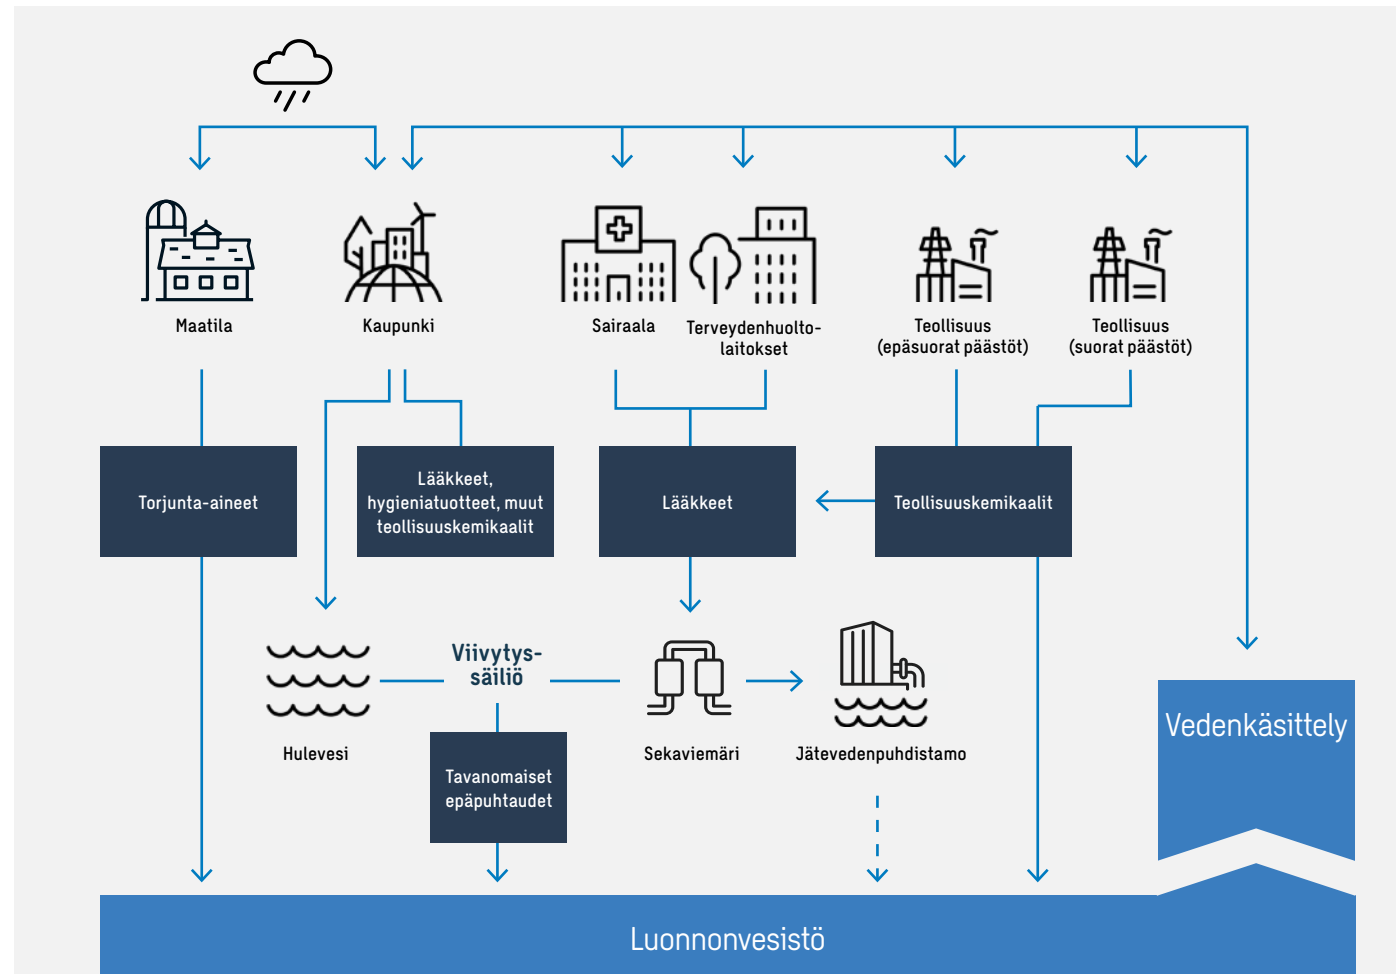 Maatila
Kaupunki
Sairaala
Terveydenhuolto-
laitokset
Teollisuus
(epäsuorat päästöt)
Teollisuus
(suorat päästöt)
Torjunta-aineet
Lääkkeet,
hygieniatuotteet, muut
teollisuuskemikaalit
Lääkkeet
Teollisuuskemikaalit
Viivytys-
säiliö
Hulevesi
Sekaviemäri
Jätevedenpuhdistamo
Vedenkäsittely
Tavanomaiset
epäpuhtaudet
Luonnonvesistö